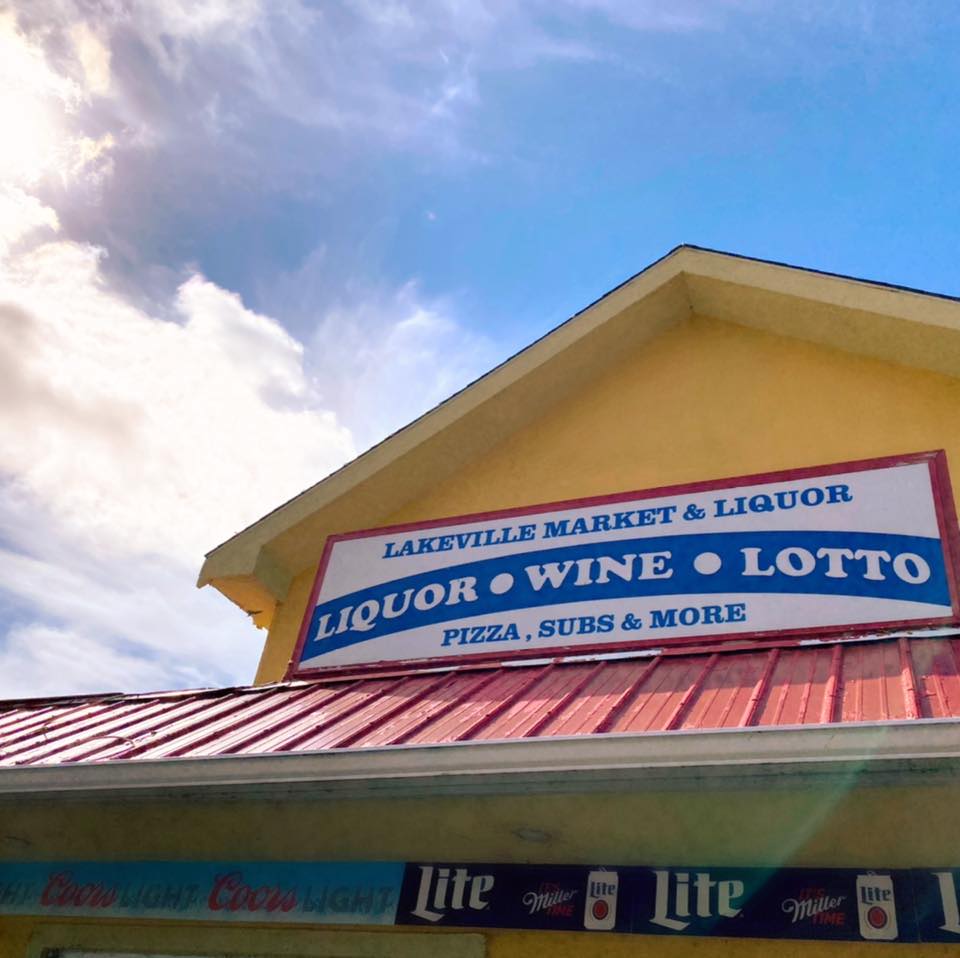 LAKEVILLE MARKET & LIQUOR
LIQUOR • WINE • LOTTO
PIZZA, SUBS & MORE
HT Coors LIGHT Coors LIGHT
Lite IT'S Miller TIME Lite Lite IT'S Miller TIME Lite L